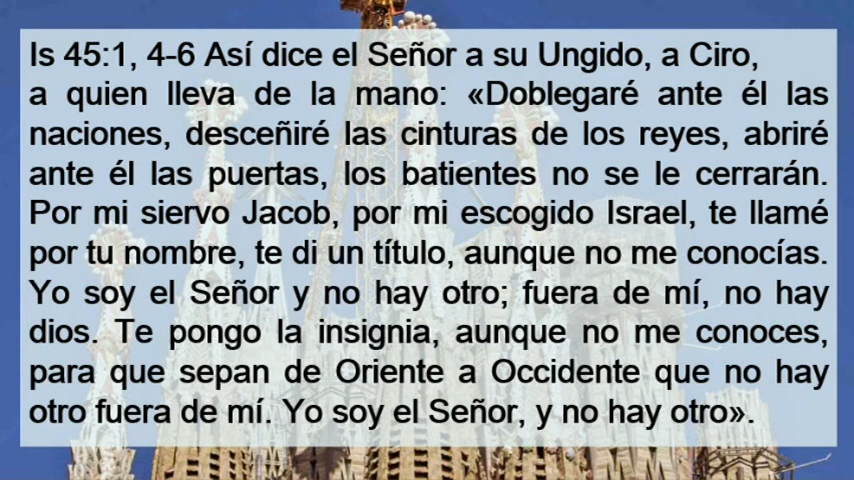 Is 45:1, 4-6 Así dice el Señor a su Ungido, a Ciro,
a quien lleva de la mano: «Doblegaré ante él las
naciones, desceñiré las cinturas de los reyes, abriré
ante él las puertas, los batientes no se le cerrarán.
Por mi siervo Jacob, por mi escogido Israel, te llamé
por tu nombre, te di un título, aunque no me conocías.
Yo soy el Señor y no hay otro; fuera de mí, no hay
dios. Te pongo la insignia, aunque no me conoces,
para que sepan de Oriente a Occidente que no hay
otro fuera de mí. Yo soy el Señor, y no hay otro».